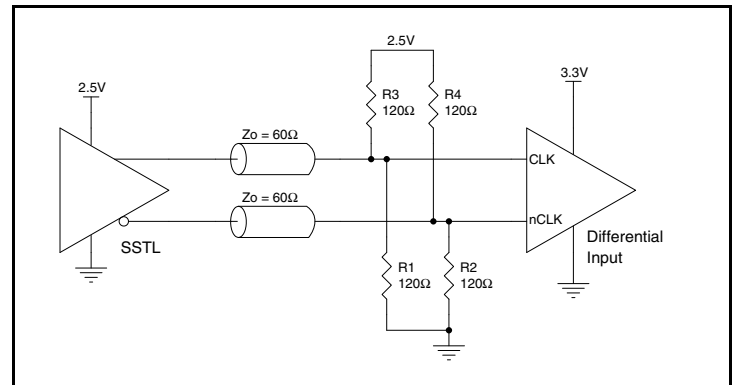 2.5V
3.3V
2.5V
R3
120Ω
R4
120Ω
Zo = 60Ω
CLK
Zo = 60Ω
nCLK
SSTL
Differential
Input
R1
120Ω
R2
120Ω